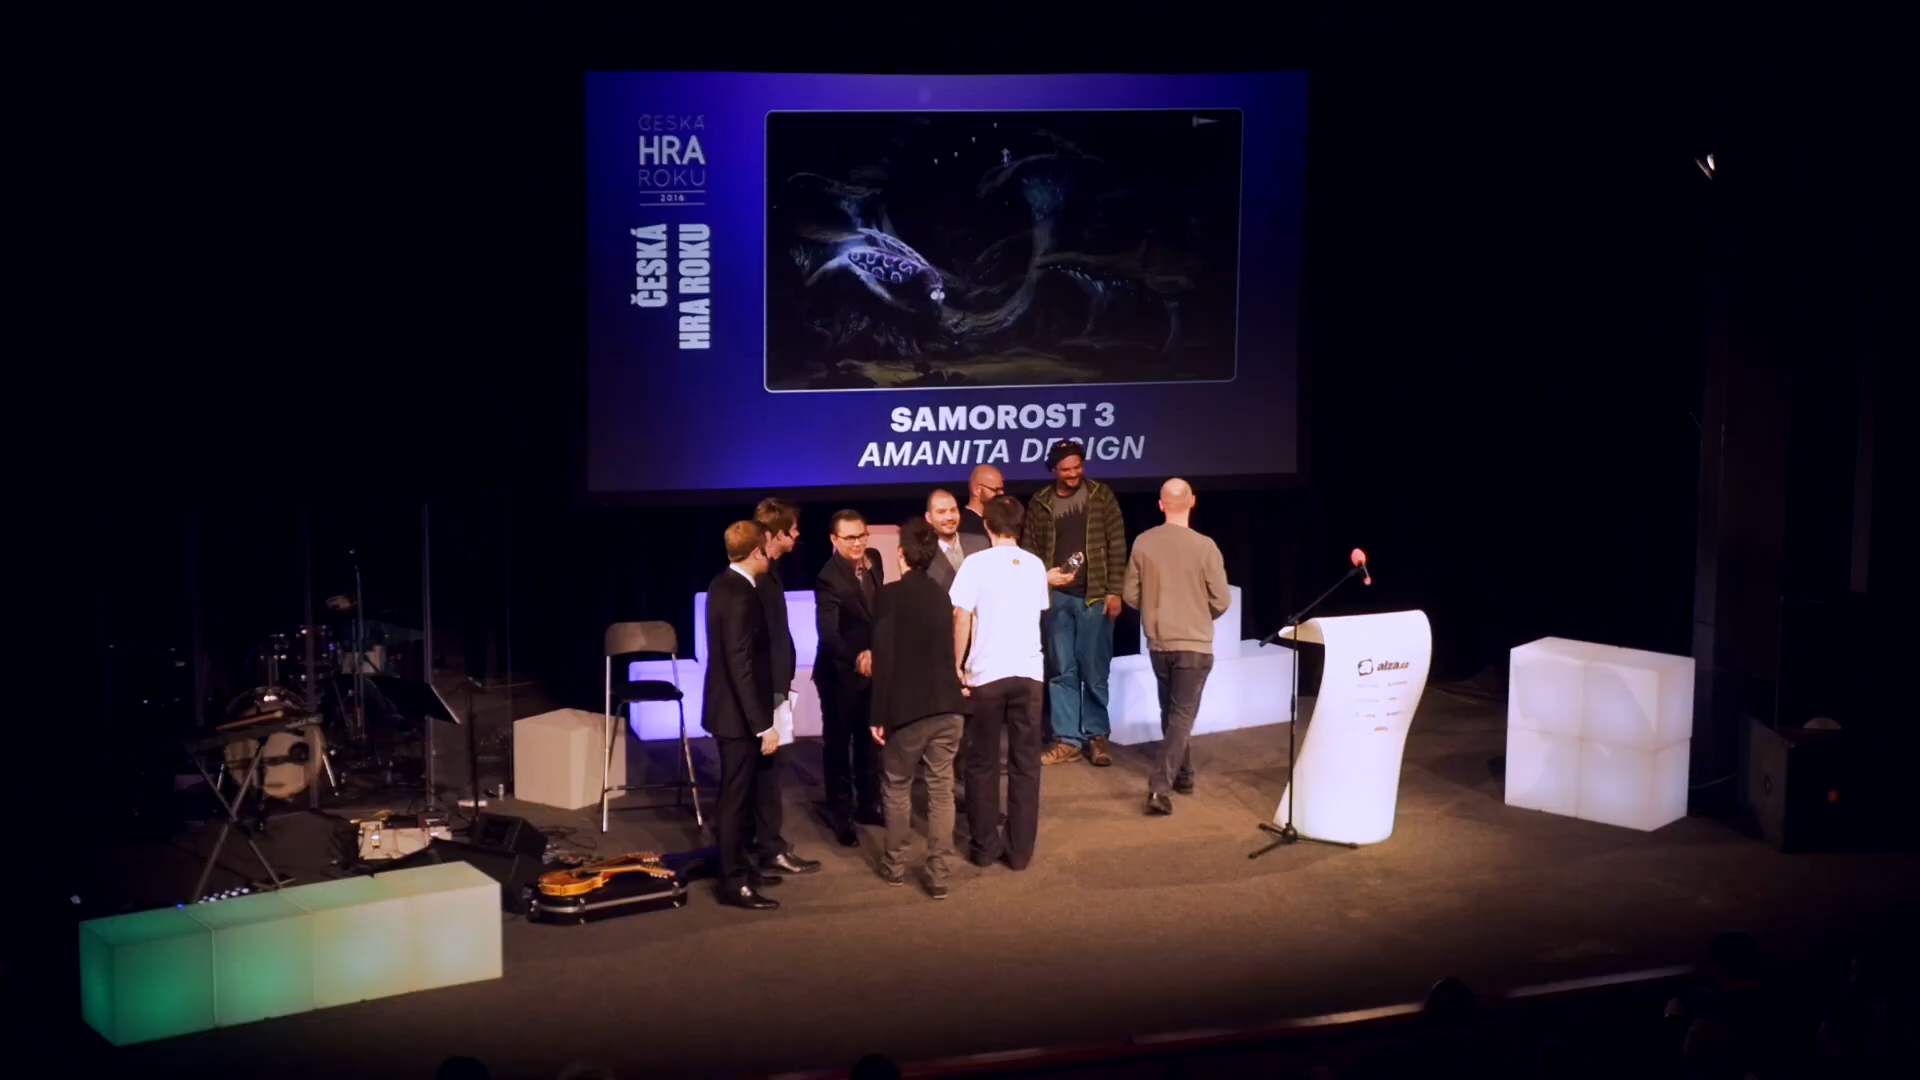 ČESKÁ
HRA
ROKU
2016
ČESKÁ
HRA ROKU
SAMOROST 3
AMANITA DESIGN
alza.cz